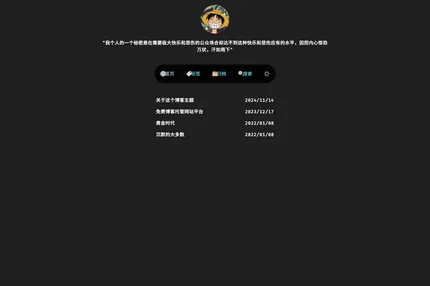 "我个人的一个秘密是在需要极大快乐和悲伤的公众场合却达不到这种快乐和悲伤应有的水平，因而内心惊恐
万状，汗如雨下"
首页
标签
归档
搜索
关于这个博客主题 2024/11/14
免费博客托管网站平台 2023/12/17
黄金时代 2022/01/08
沉默的大多数 2022/01/08